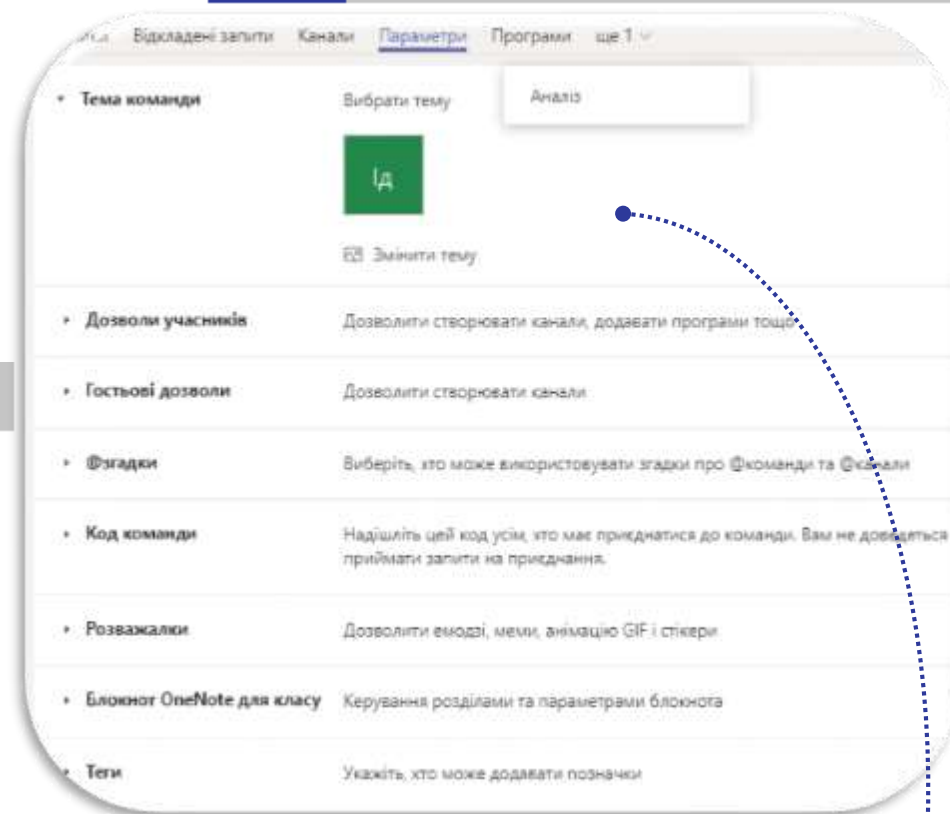 Відкладені запити Канали Параметри Програми ще 1
Аналіз
Тема команди Вибрати тему
Ід
Змінити тему
Дозволи учасників Дозволити створювати канали, додавати програми тощо
Гостьові дозволи Дозволити створювати канали
@згадки Виберіть, хто може використовувати згадки про @команди та @канали
Код команди Надішліть цей код усім, хто має приєднатися до команди. Вам не доведеться
приймати запити на приєднання.
Розважалки Дозволити емодзі, меми, анімацію GIF і стікери
Блокнот OneNote для класу Керування розділами та параметрами блокнота
Теги Укажіть, хто може додавати позначки